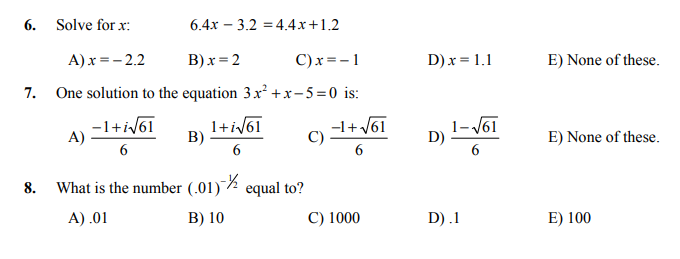 6. Solve for x: 6.4x − 3.2 = 4.4x + 1.2
A) x = − 2.2 B) x = 2 C) x = − 1 D) x = 1.1 E) None of these.
7. One solution to the equation 3x² + x − 5 = 0 is:
A) (−1+i√61)/6 B) (1+i√61)/6 C) (−1+√61)/6 D) (1−√61)/6 E) None of these.
8. What is the number (.01)^(−½) equal to?
A) .01 B) 10 C) 1000 D) .1 E) 100